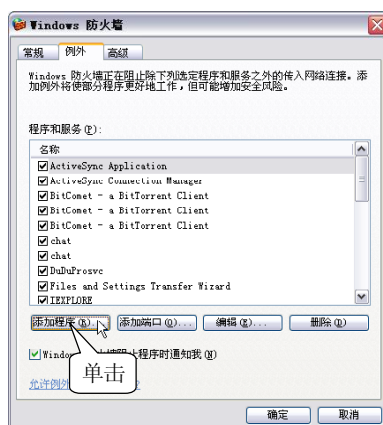 Windows 防火墙
常规 例外 高级
Windows 防火墙正在阻止除下列选定程序和服务之外的传入网络连接。添
加例外将使部分程序更好地工作，但可能增加安全风险。
程序和服务(P):
名称
ActiveSync Application
ActiveSync Connection Manager
BitComet - a BitTorrent Client
BitComet - a BitTorrent Client
BitComet - a BitTorrent Client
chat
chat
DuDuProsvc
Files and Settings Transfer Wizard
IEXPLORE
添加程序(R)... 添加端口(O)... 编辑(E)... 删除(D)
Windows 阻止程序时通知我(N)
单击
允许例外
确定 取消